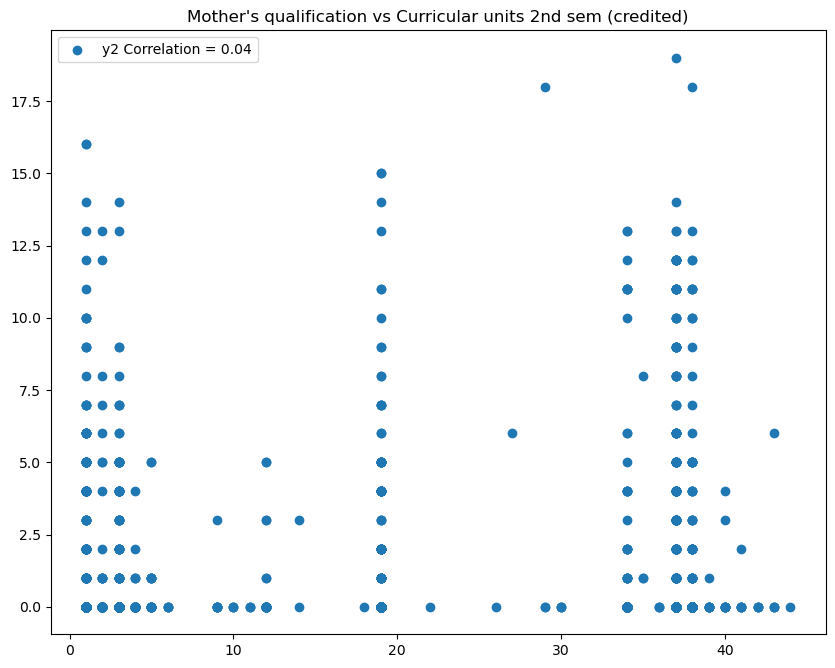 Mother's qualification vs Curricular units 2nd sem (credited)
y2 Correlation = 0.04
17.5
15.0
12.5
10.0
7.5
5.0
2.5
0.0
0 10 20 30 40